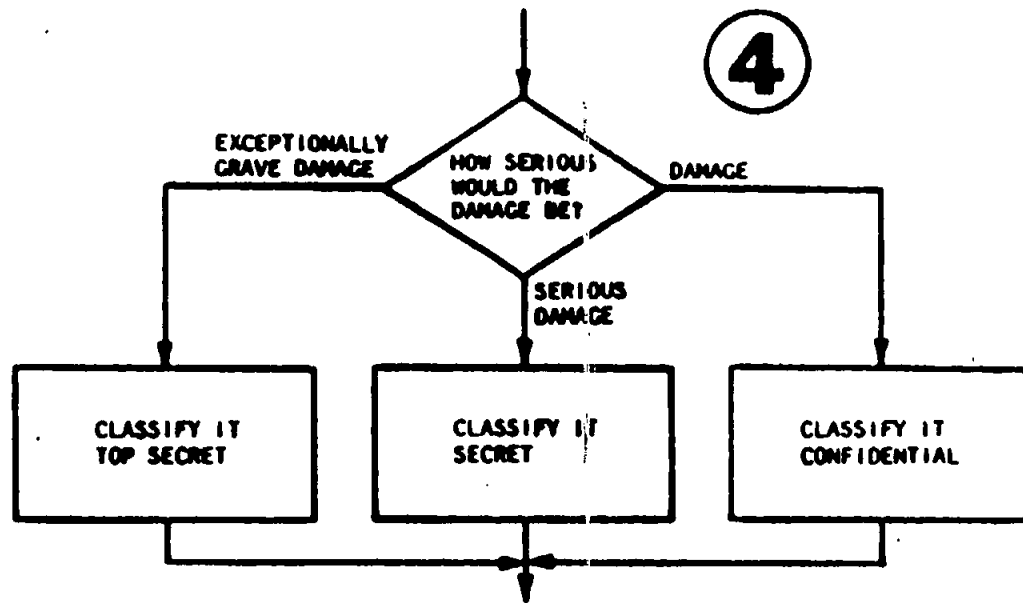 4
EXCEPTIONALLY
GRAVE DAMAGE
HOW SERIOUS
WOULD THE
DAMAGE BE?
DAMAGE
SERIOUS
DAMAGE
CLASSIFY IT
TOP SECRET
CLASSIFY IT
SECRET
CLASSIFY IT
CONFIDENTIAL